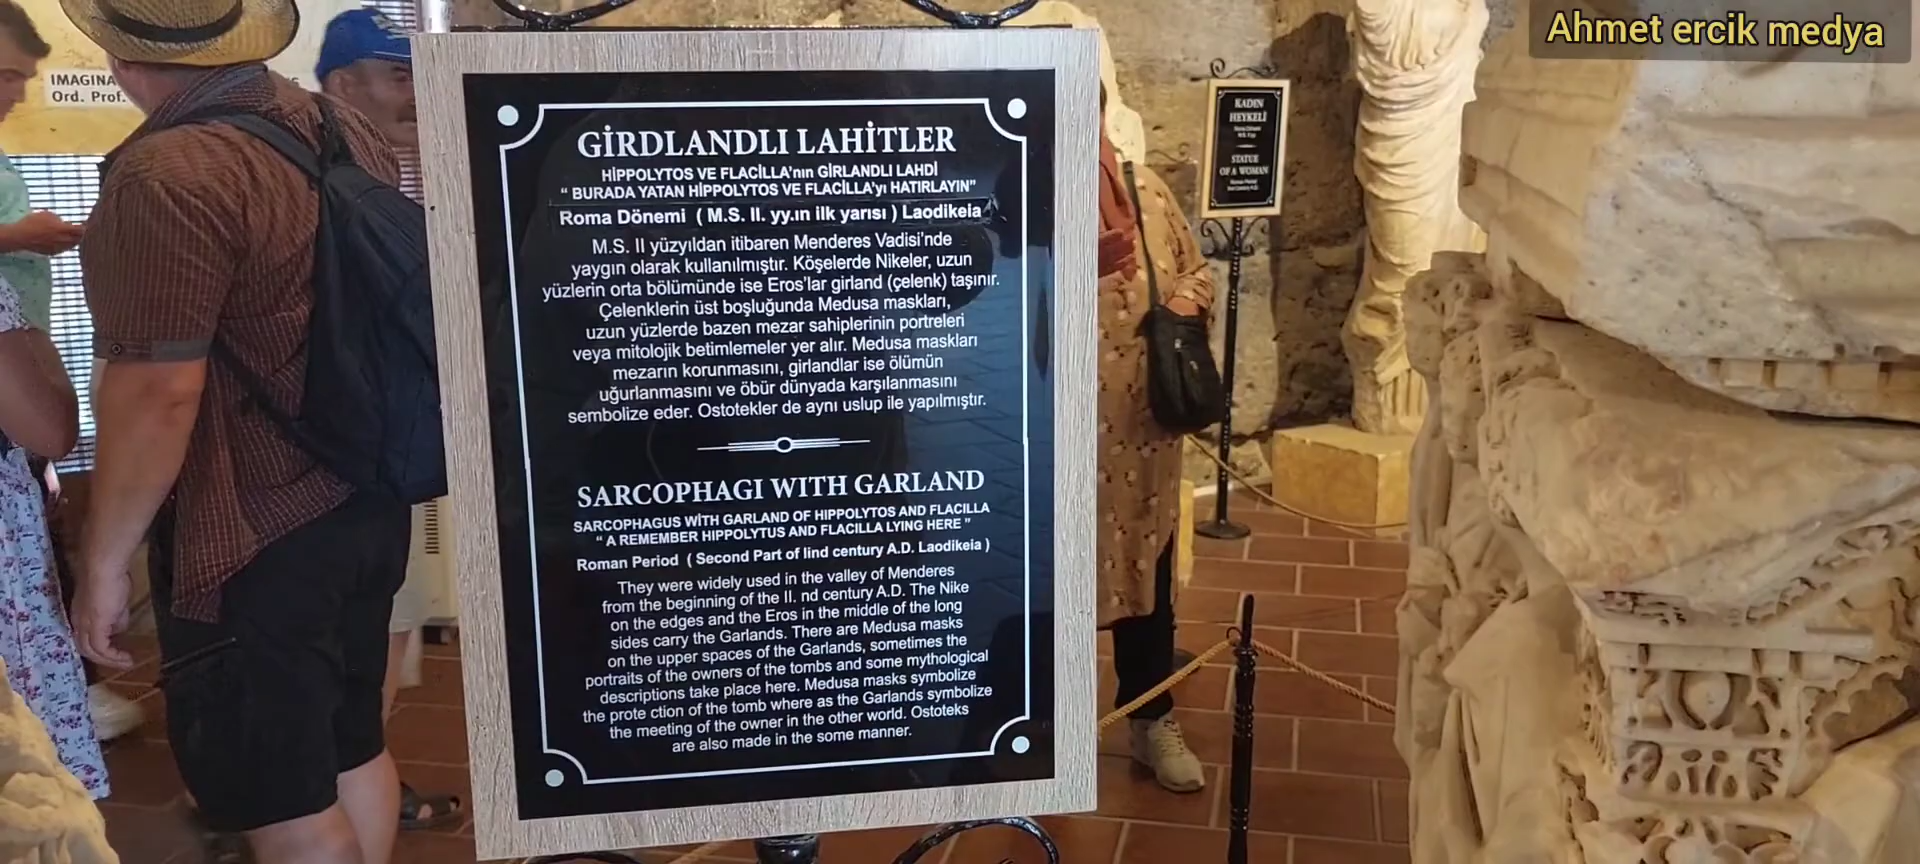 Ahmet ercik medya
IMAGINA
Ord. Prof.
GİRDLANDLI LAHİTLER
HİPPOLYTOS VE FLACİLLA'nın GİRLANDLI LAHDİ
“ BURADA YATAN HİPPOLYTOS VE FLACİLLA'yı HATIRLAYIN”
Roma Dönemi ( M.S. II. yy.ın ilk yarısı ) Laodikeia
M.S. II yüzyıldan itibaren Menderes Vadisi'nde
yaygın olarak kullanılmıştır. Köşelerde Nikeler, uzun
yüzlerin orta bölümünde ise Eros'lar girland (çelenk) taşınır.
Çelenklerin üst boşluğunda Medusa maskları,
uzun yüzlerde bazen mezar sahiplerinin portreleri
veya mitolojik betimlemeler yer alır. Medusa maskları
mezarın korunmasını, girlandlar ise ölümün
uğurlanmasını ve öbür dünyada karşılanmasını
sembolize eder. Ostotekler de aynı uslup ile yapılmıştır.
SARCOPHAGI WITH GARLAND
SARCOPHAGUS WİTH GARLAND OF HIPPOLYTOS AND FLACILLA
“ A REMEMBER HIPPOLYTUS AND FLACILLA LYING HERE ”
Roman Period ( Second Part of lind century A.D. Laodikeia )
They were widely used in the valley of Menderes
from the beginning of the II. nd century A.D. The Nike
on the edges and the Eros in the middle of the long
sides carry the Garlands. There are Medusa masks
on the upper spaces of the Garlands, sometimes the
portraits of the owners of the tombs and some mythological
descriptions take place here. Medusa masks symbolize
the prote ction of the tomb where as the Garlands symbolize
the meeting of the owner in the other world. Ostoteks
are also made in the some manner.
KADIN
HEYKELİ
STATUE
OF A WOMAN